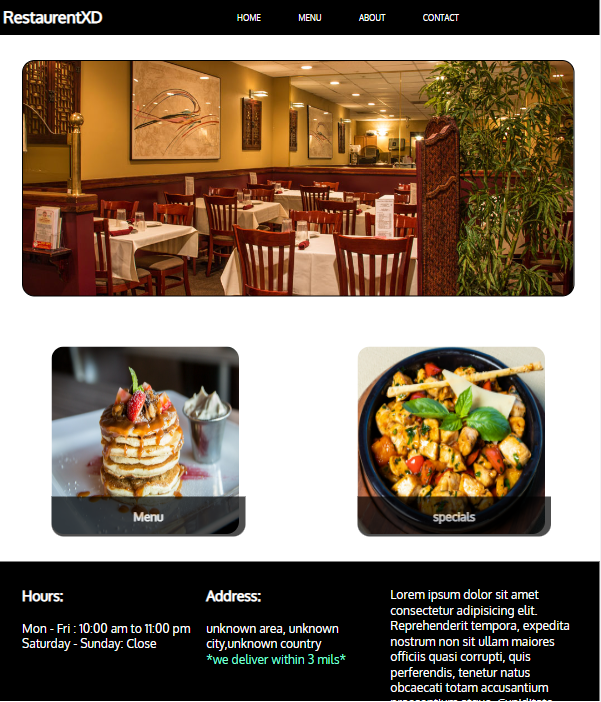 RestaurentXD
HOME MENU ABOUT CONTACT
Menu
specials
Hours:
Mon - Fri : 10:00 am to 11:00 pm
Saturday - Sunday: Close
Address:
unknown area, unknown
city,unknown country
*we deliver within 3 mils*
Lorem ipsum dolor sit amet
consectetur adipisicing elit.
Reprehenderit tempora, expedita
nostrum non sit ullam maiores
officiis quasi corrupti, quis
perferendis, tenetur natus
obcaecati totam accusantium